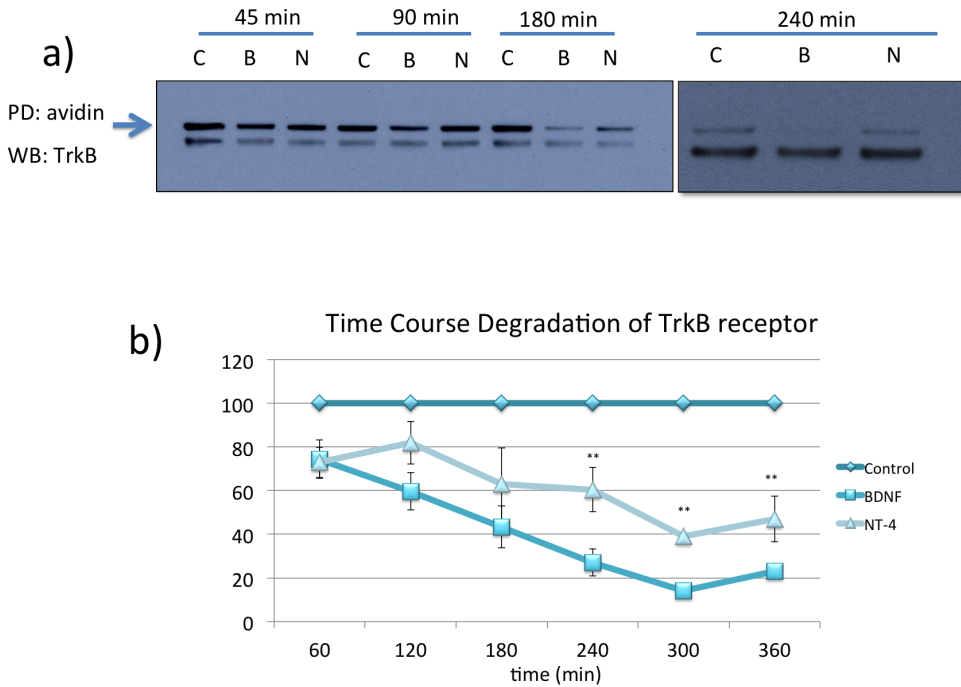 45 min 90 min 180 min 240 min
a) C B N C B N C B N C B N
PD: avidin
WB: TrkB
b) Time Course Degradation of TrkB receptor
120
100
80
60
40
20
0
**
**
**
Control
BDNF
NT-4
60 120 180 240 300 360
time (min)